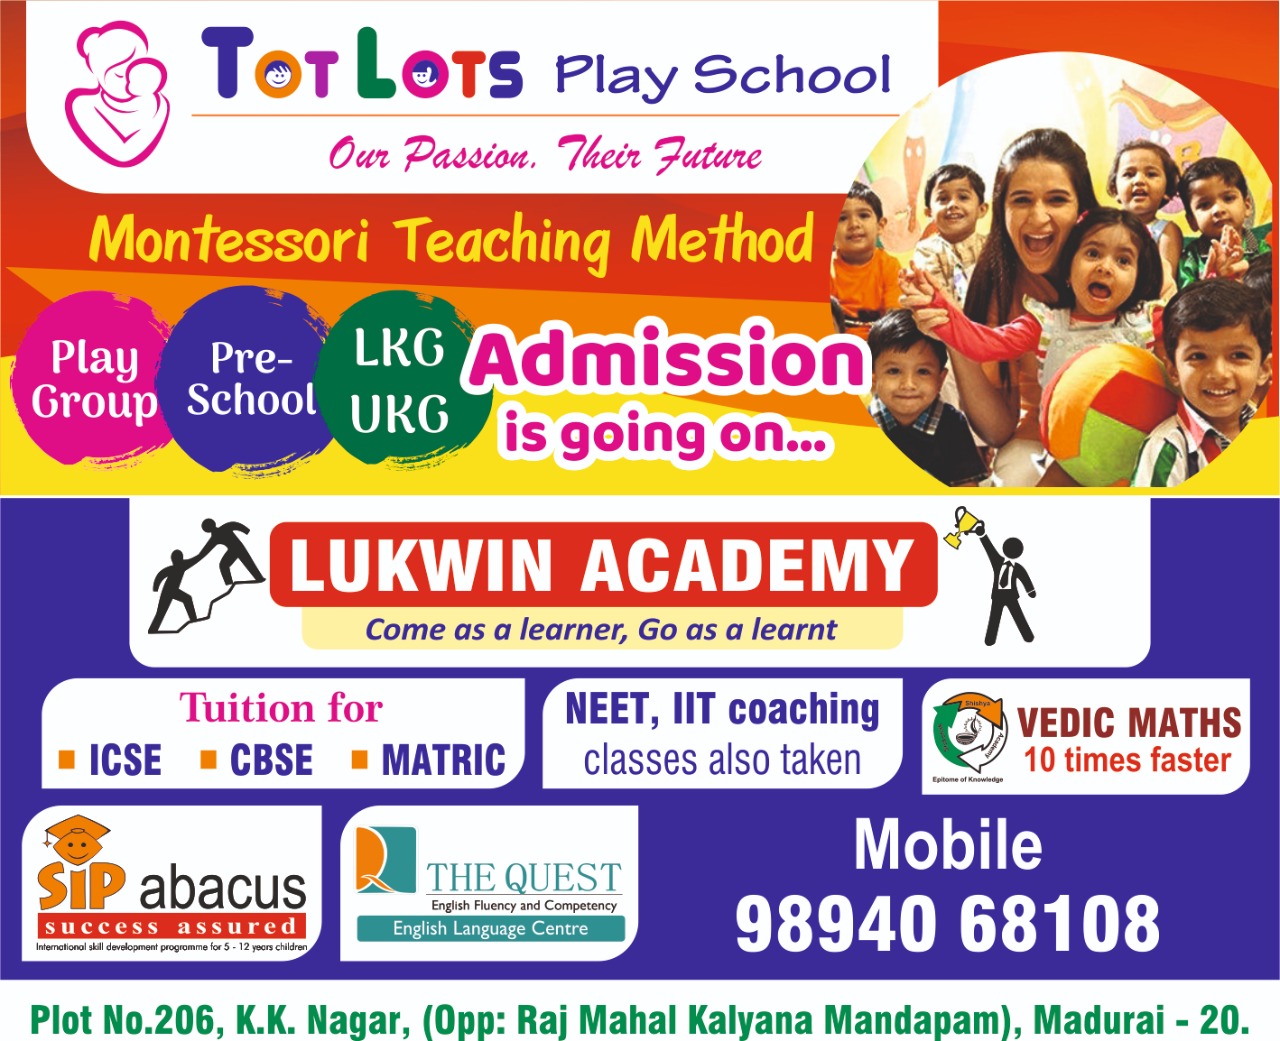 TOT LOTS Play School
Our Passion. Their Future
Montessori Teaching Method
Play
Group
Pre-
School
LKG
UKG
Admission
is going on...
LUKWIN ACADEMY
Come as a learner, Go as a learnt
Tuition for
ICSE CBSE MATRIC
NEET, IIT coaching
classes also taken
Shishya
Academy
Epitome of Knowledge
VEDIC MATHS
10 times faster
SIP abacus
success assured
International skill development programme for 5 - 12 years children
THE QUEST
English Fluency and Competency
English Language Centre
Mobile
98940 68108
Plot No.206, K.K. Nagar, (Opp: Raj Mahal Kalyana Mandapam), Madurai - 20.